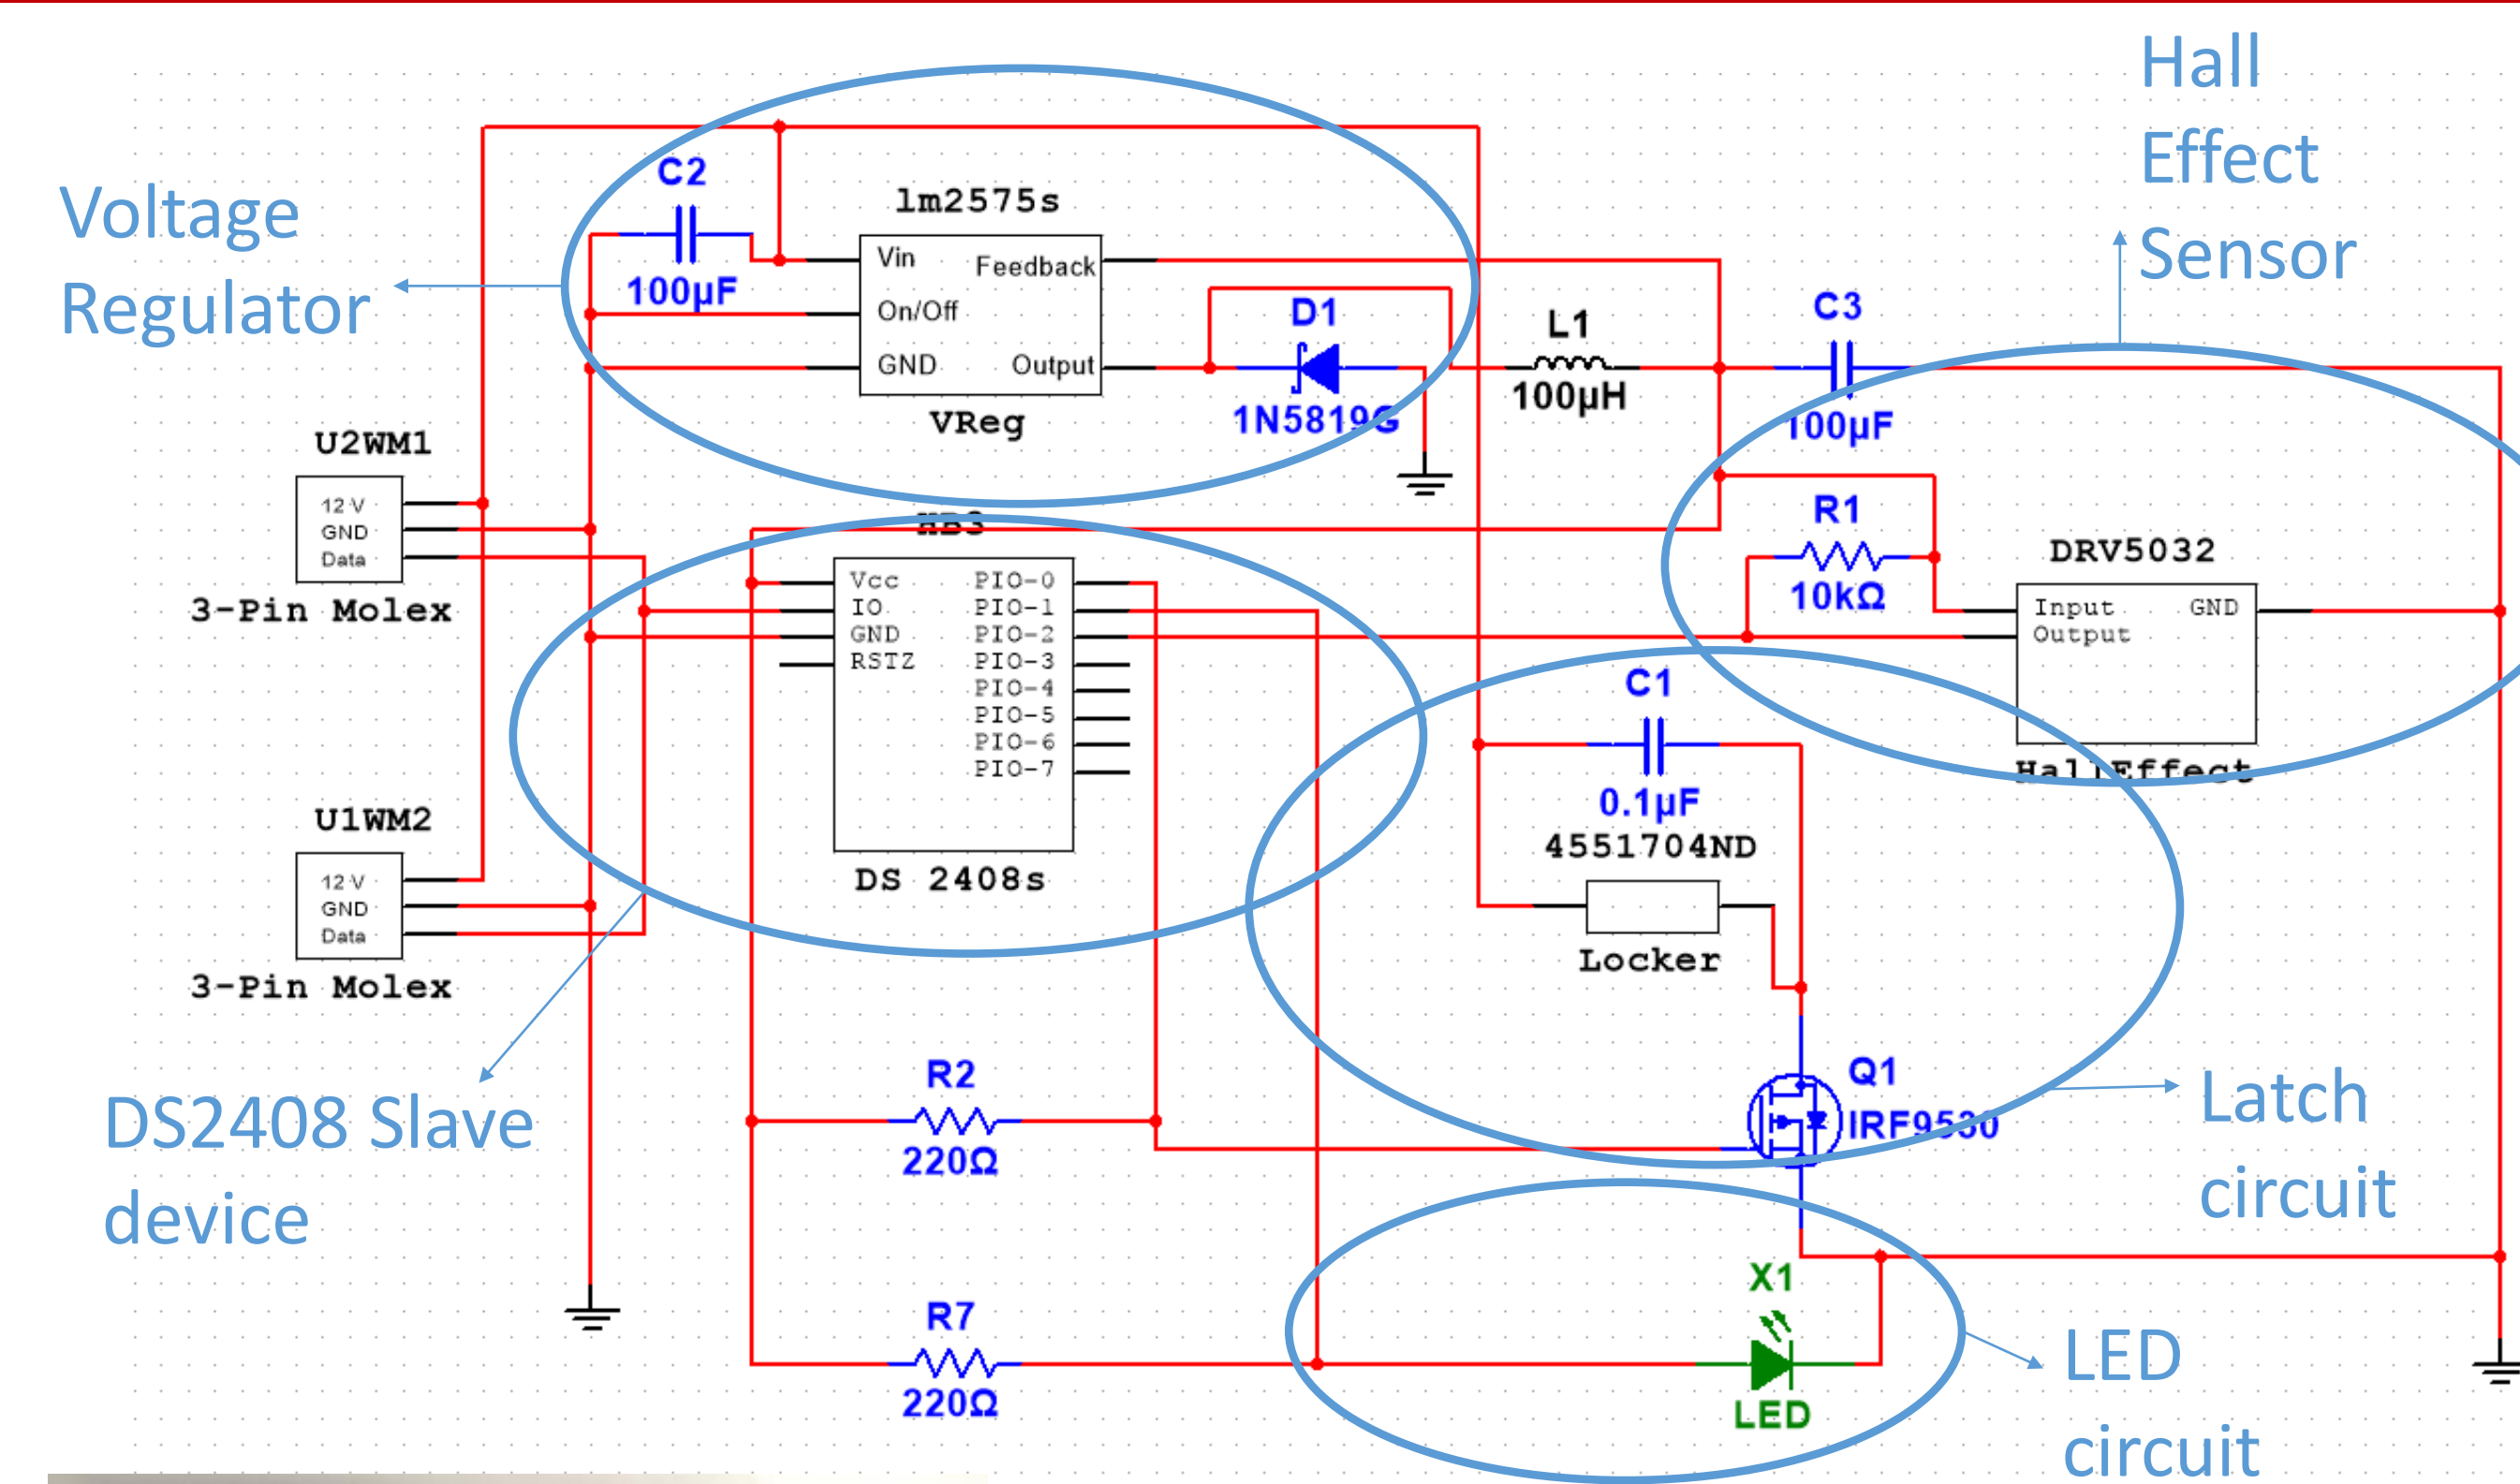 Hall
Effect
Sensor
Voltage
Regulator
C2
100µF
lm2575s
Vin
Feedback
On/Off
GND
Output
VReg
D1
1N5819G
L1
100µH
C3
100µF
U2WM1
12 V
GND
Data
3-Pin Molex
HB3
Vcc
IO
GND
RSTZ
PIO-0
PIO-1
PIO-2
PIO-3
PIO-4
PIO-5
PIO-6
PIO-7
DS 2408s
R1
10kΩ
DRV5032
Input
GND
Output
HallEffect
C1
0.1µF
4551704ND
Locker
U1WM2
12 V
GND
Data
3-Pin Molex
DS2408 Slave
device
R2
220Ω
Q1
IRF9530
Latch
circuit
R7
220Ω
X1
LED
LED
circuit